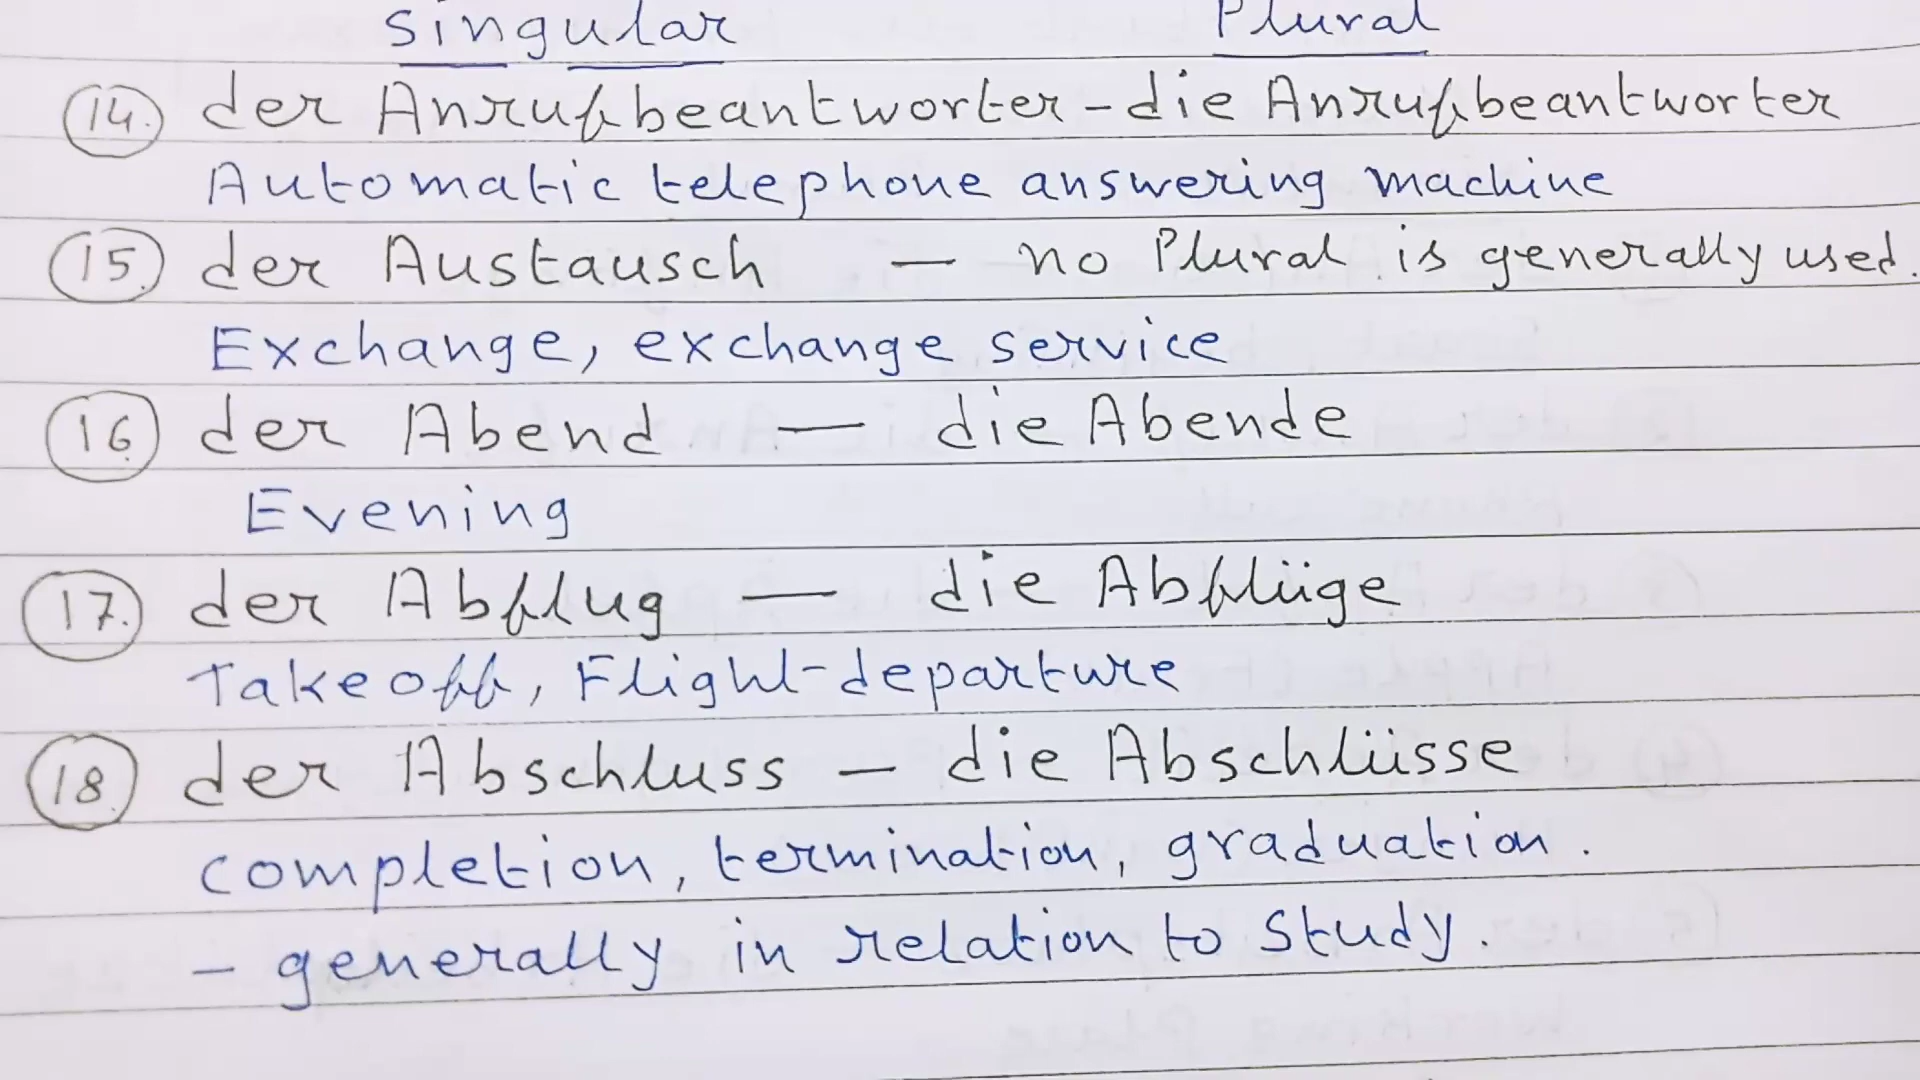 Singular Plural
14. der Anrufbeantworter - die Anrufbeantworter
Automatic telephone answering machine
15. der Austausch — no Plural is generally used.
Exchange, exchange service
16. der Abend — die Abende
Evening
17. der Abflug — die Abflüge
Takeoff, Flight-departure
18. der Abschluss — die Abschlüsse
completion, termination, graduation.
- generally in relation to study.